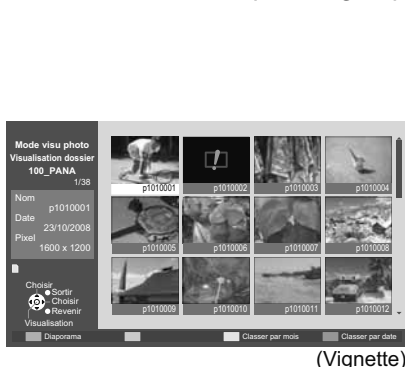 Mode visu photo
Visualisation dossier
100_PANA
1/38
Nom
p1010001
Date
23/10/2008
Pixel
1600 x 1200
Choisir
Sortir
Choisir
Revenir
Visualisation
p1010001 p1010002 p1010003 p1010004
p1010005 p1010006 p1010007 p1010008
p1010009 p1010010 p1010011 p1010012
Diaporama Classer par mois Classer par date
(Vignette)